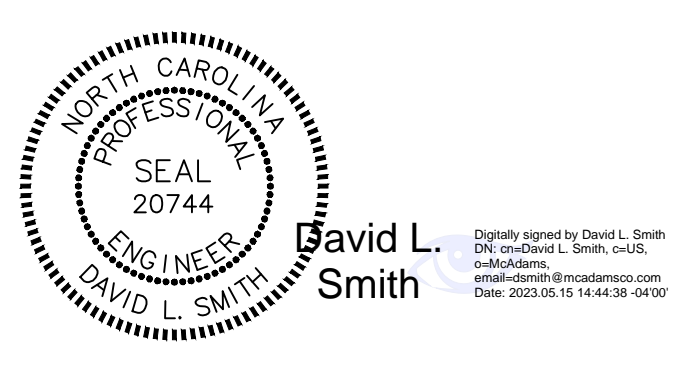 NORTH CAROLINA
PROFESSIONAL
SEAL
20744
ENGINEER
DAVID L. SMITH
David L.
Smith
Digitally signed by David L. Smith
DN: cn=David L. Smith, c=US,
o=McAdams,
email=dsmith@mcadamsco.com
Date: 2023.05.15 14:44:38 -04'00'